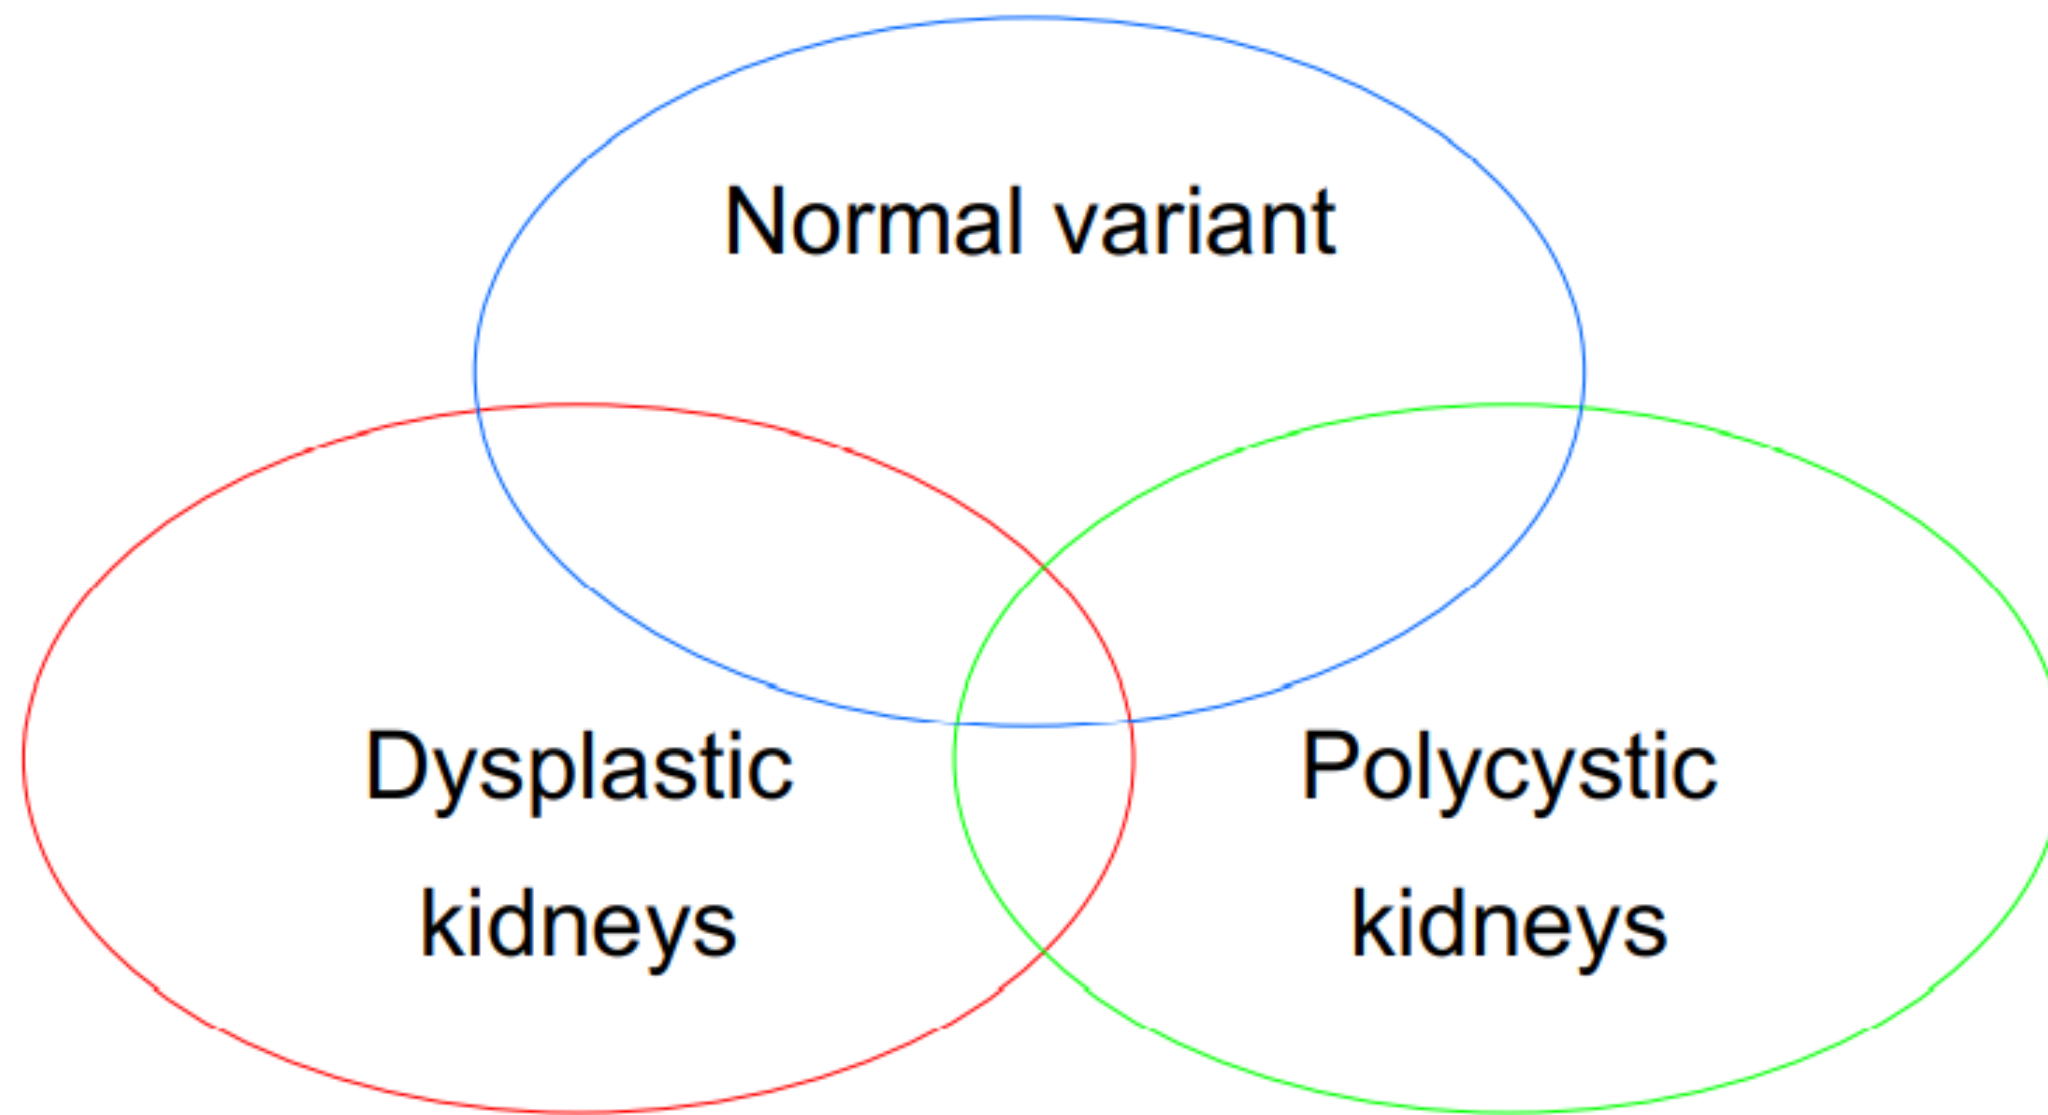 Normal variant
Dysplastic
kidneys
Polycystic
kidneys